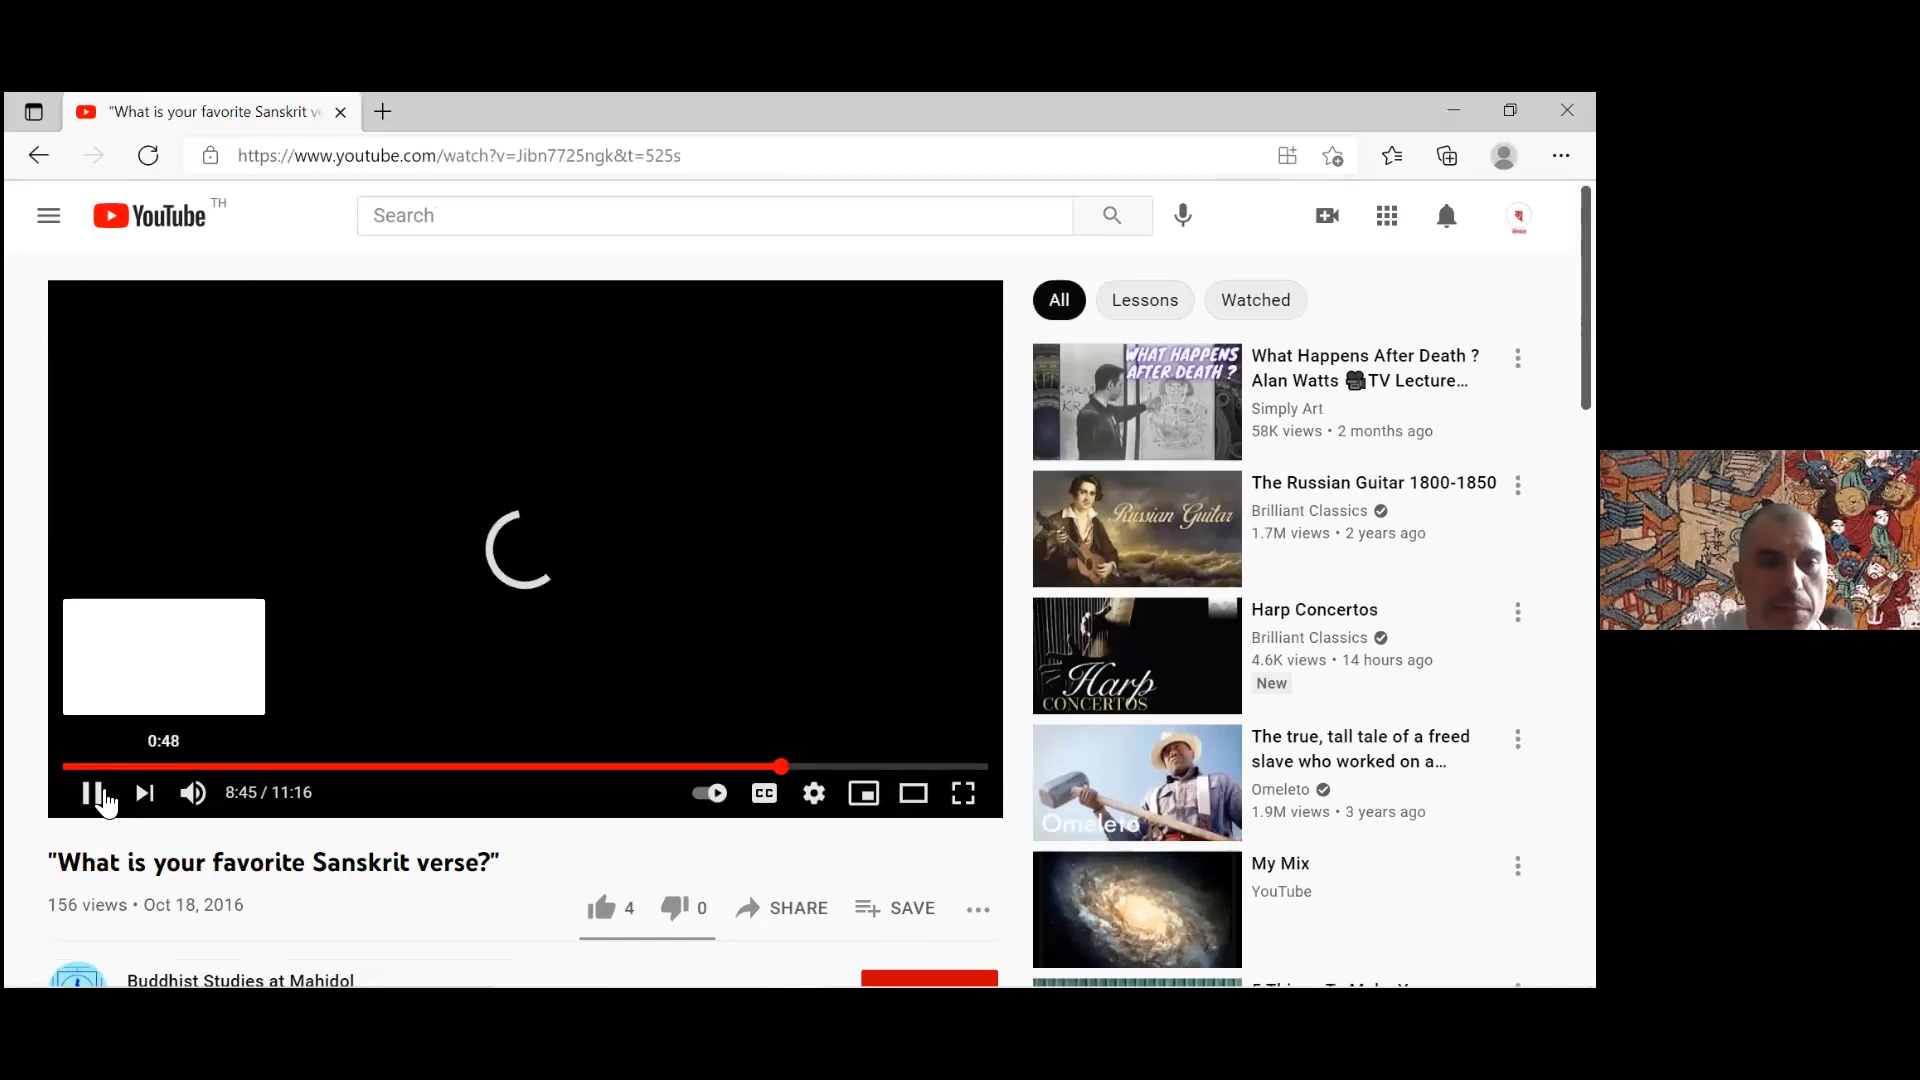 "What is your favorite Sanskrit v
https://www.youtube.com/watch?v=Jibn7725ngk&t=525s
YouTube TH
Search
0:48
8:45 / 11:16
CC
"What is your favorite Sanskrit verse?"
156 views • Oct 18, 2016
4
0
SHARE
SAVE
Buddhist Studies at Mahidol
All
Lessons
Watched
WHAT HAPPENS
AFTER DEATH ?
What Happens After Death ?
Alan Watts 🎥TV Lecture...
Simply Art
58K views • 2 months ago
Russian Guitar
The Russian Guitar 1800-1850
Brilliant Classics
1.7M views • 2 years ago
Harp
CONCERTOS
Harp Concertos
Brilliant Classics
4.6K views • 14 hours ago
New
Omeleto
The true, tall tale of a freed
slave who worked on a...
Omeleto
1.9M views • 3 years ago
My Mix
YouTube